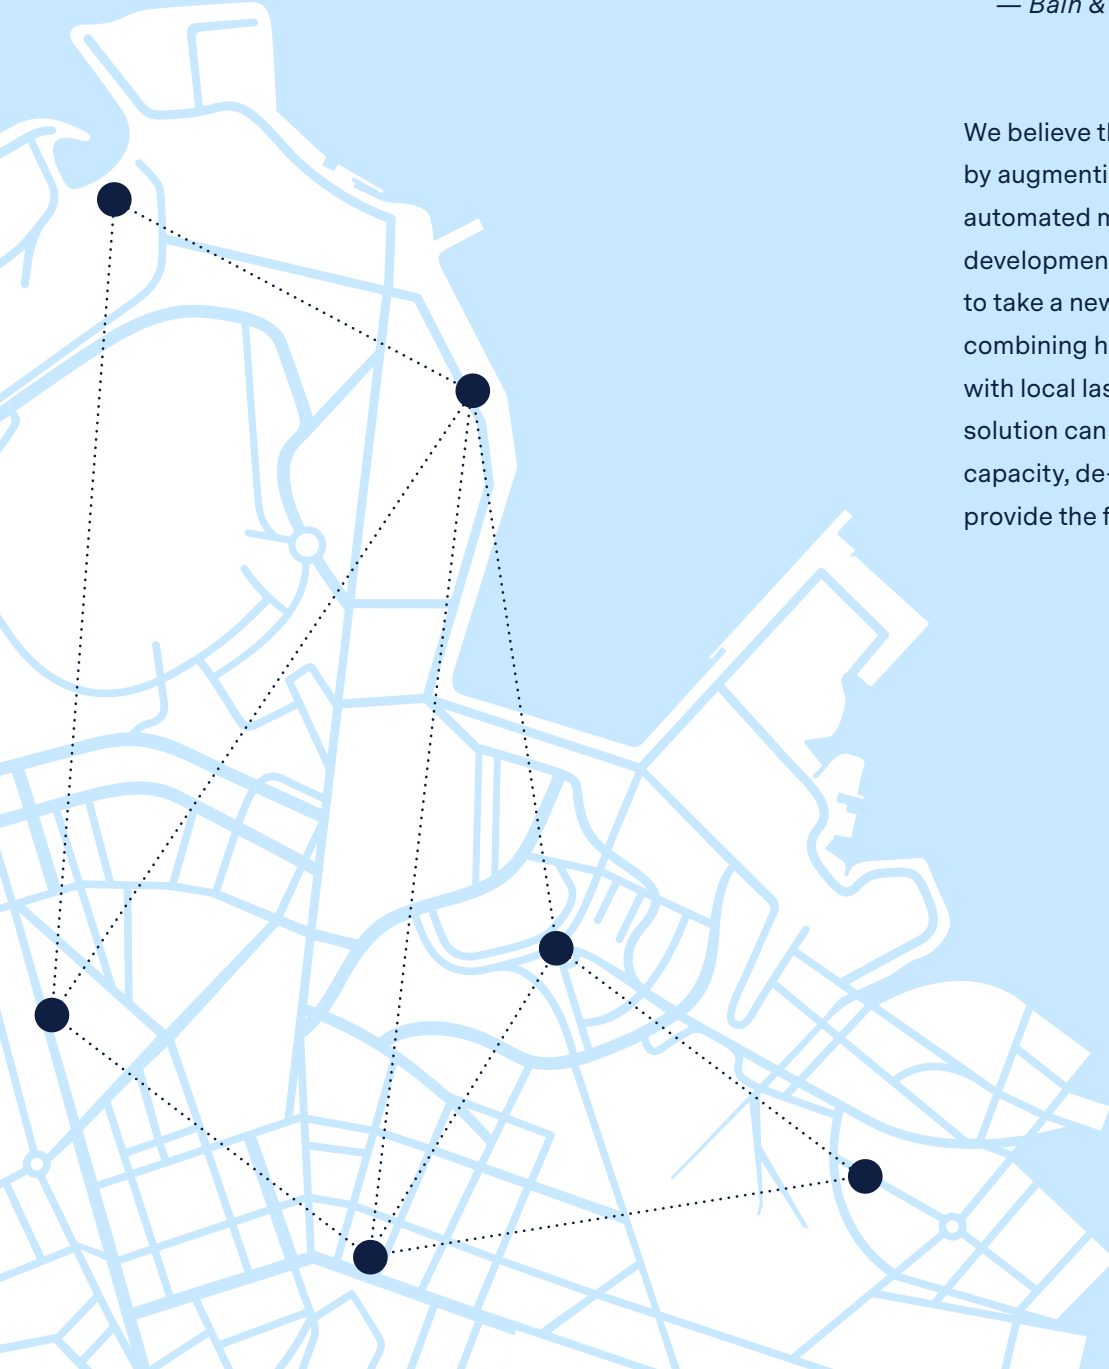 — Bain &
We believe
by augmenti
automated
developmen
to take a new
combining
with local las
solution can
capacity, de-
provide the